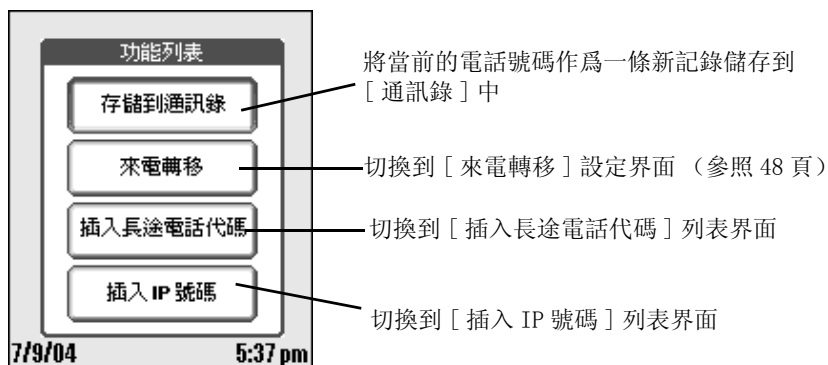 功能列表
存儲到通訊錄
將當前的電話號碼作爲一條新記錄儲存到
[ 通訊錄 ] 中
來電轉移
切換到 [ 來電轉移 ] 設定界面 （參照 48 頁）
插入長途電話代碼
切換到 [ 插入長途電話代碼 ] 列表界面
插入 IP 號碼
切換到 [ 插入 IP 號碼 ] 列表界面
7/9/04 5:37 pm